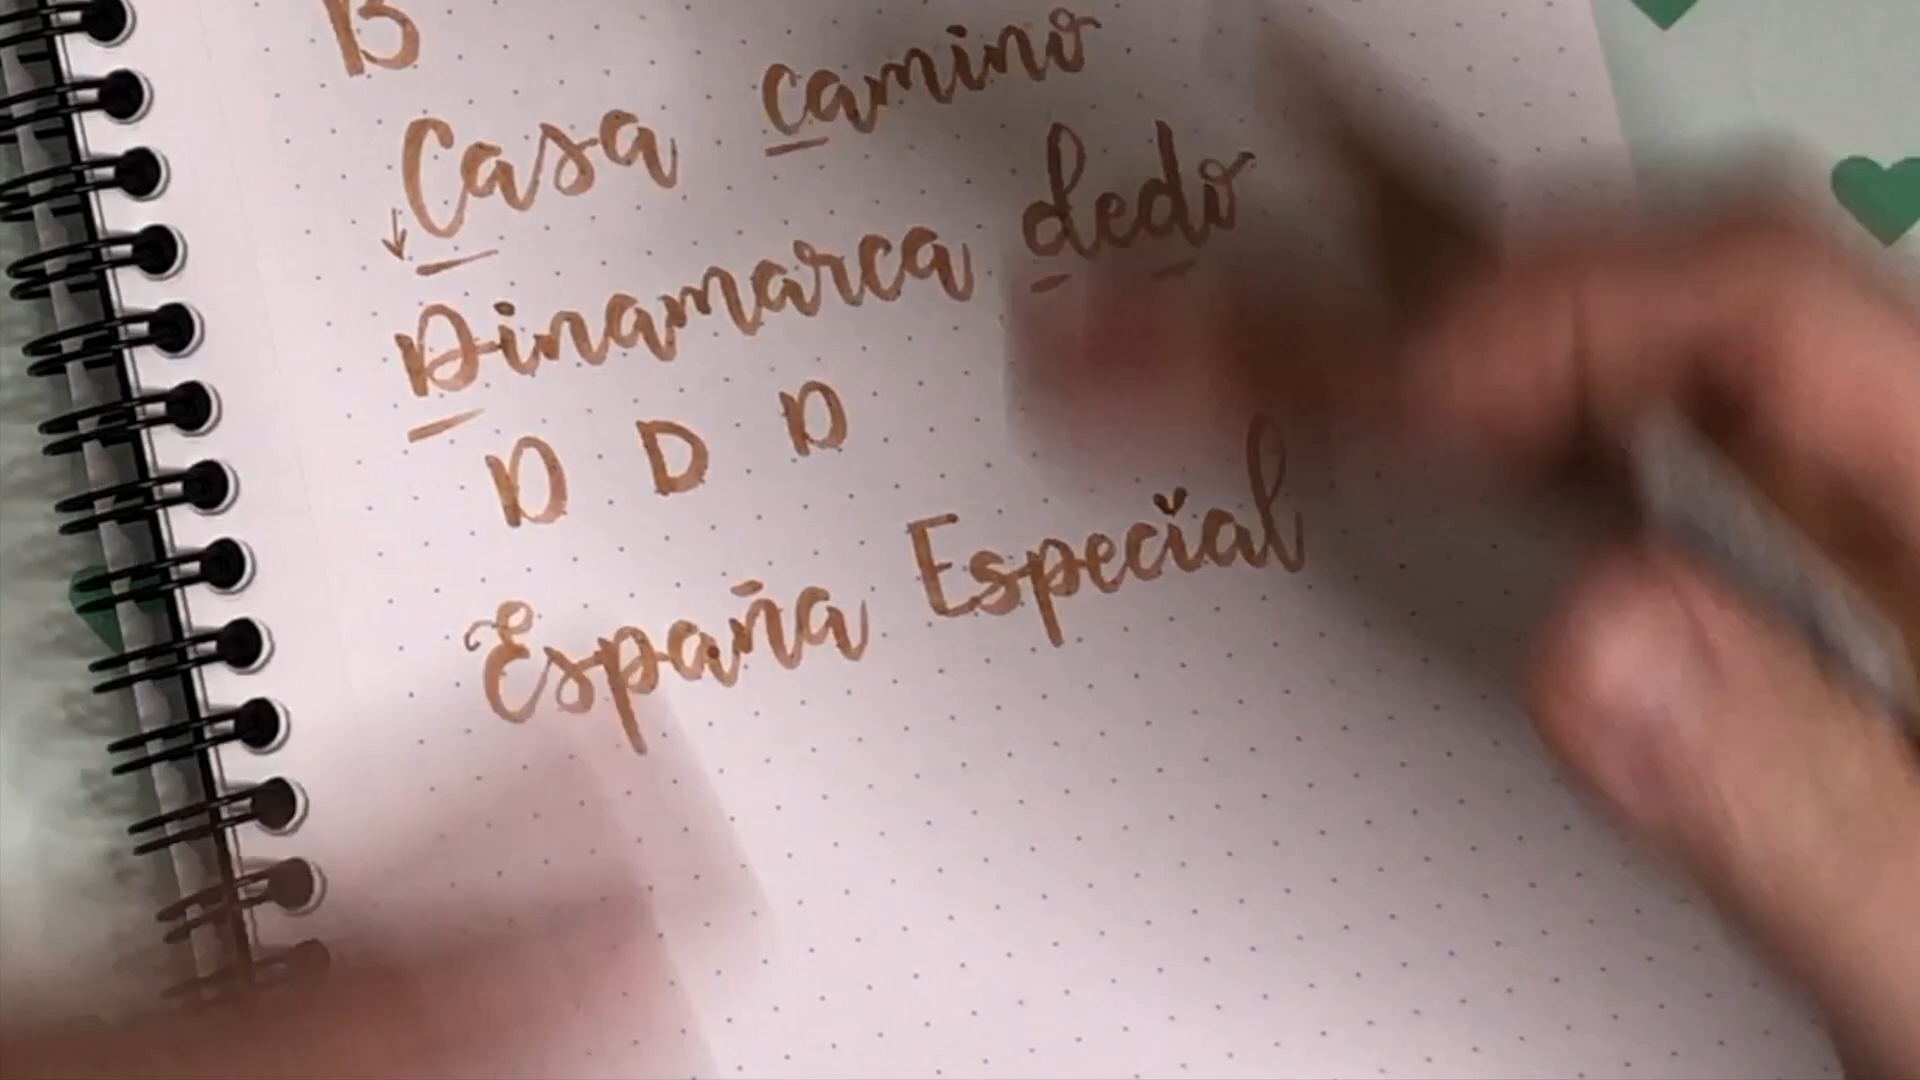 B
Casa camino
Dinamarca dedo
D D D
España Especial